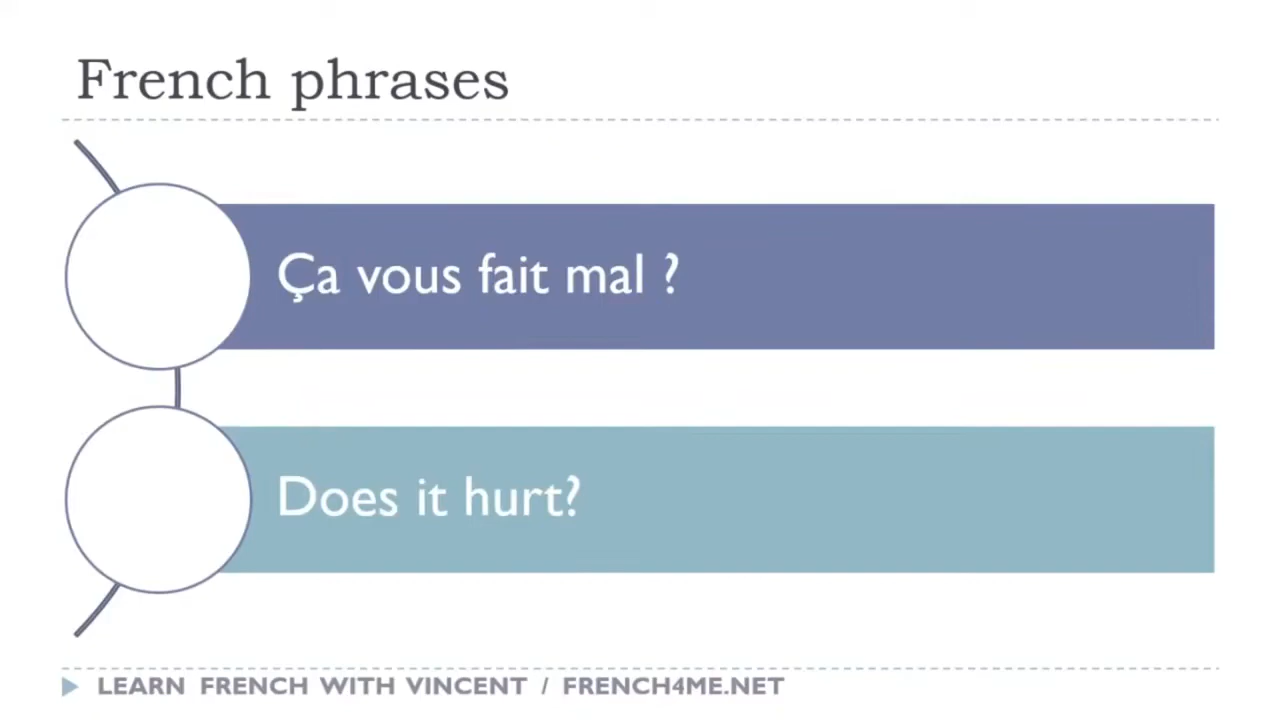 French phrases
Ça vous fait mal ?
Does it hurt?
LEARN FRENCH WITH VINCENT / FRENCH4ME.NET